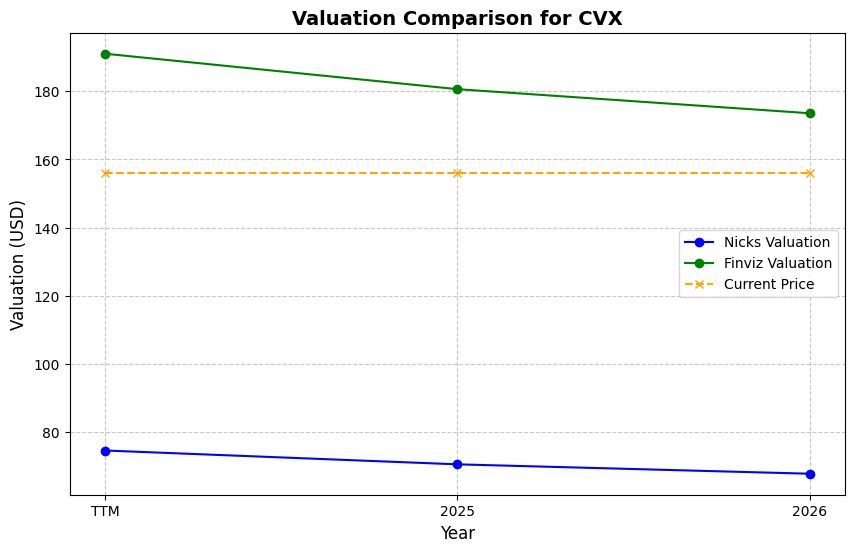 Valuation Comparison for CVX
Valuation (USD)
180
160
140
120
100
80
Nicks Valuation
Finviz Valuation
Current Price
TTM
2025
2026
Year